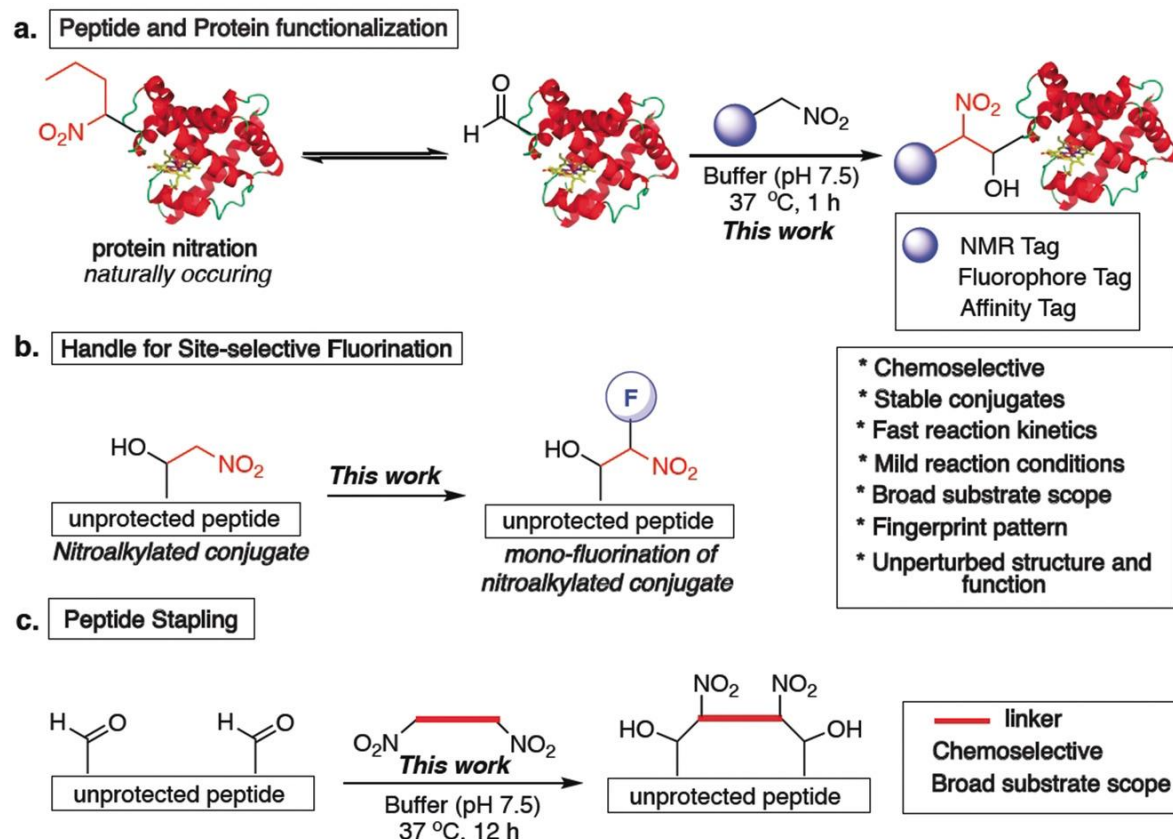 a. Peptide and Protein functionalization
O₂N
protein nitration
naturally occuring
H
O
NO₂
Buffer (pH 7.5)
37 °C, 1 h
This work
NO₂
OH
NMR Tag
Fluorophore Tag
Affinity Tag
b. Handle for Site-selective Fluorination
HO
NO₂
unprotected peptide
Nitroalkylated conjugate
This work
F
HO
NO₂
unprotected peptide
mono-fluorination of
nitroalkylated conjugate
* Chemoselective
* Stable conjugates
* Fast reaction kinetics
* Mild reaction conditions
* Broad substrate scope
* Fingerprint pattern
* Unperturbed structure and
function
c. Peptide Stapling
H O H O
unprotected peptide
O₂N NO₂
This work
Buffer (pH 7.5)
37 °C, 12 h
NO₂ NO₂
HO OH
unprotected peptide
linker
Chemoselective
Broad substrate scope